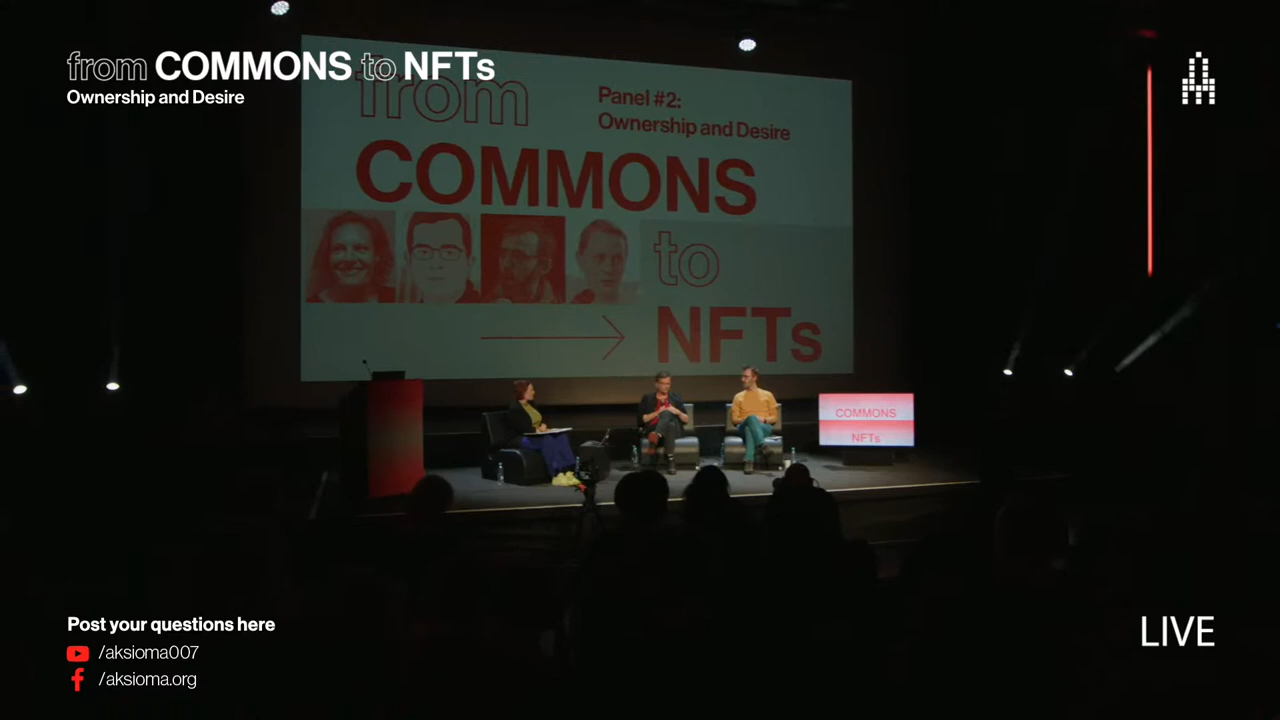 from COMMONS to NFTs
Ownership and Desire
from
Panel #2:
Ownership and Desire
COMMONS
to
NFTs
COMMONS
NFTs
Post your questions here
/aksioma007
/aksioma.org
LIVE